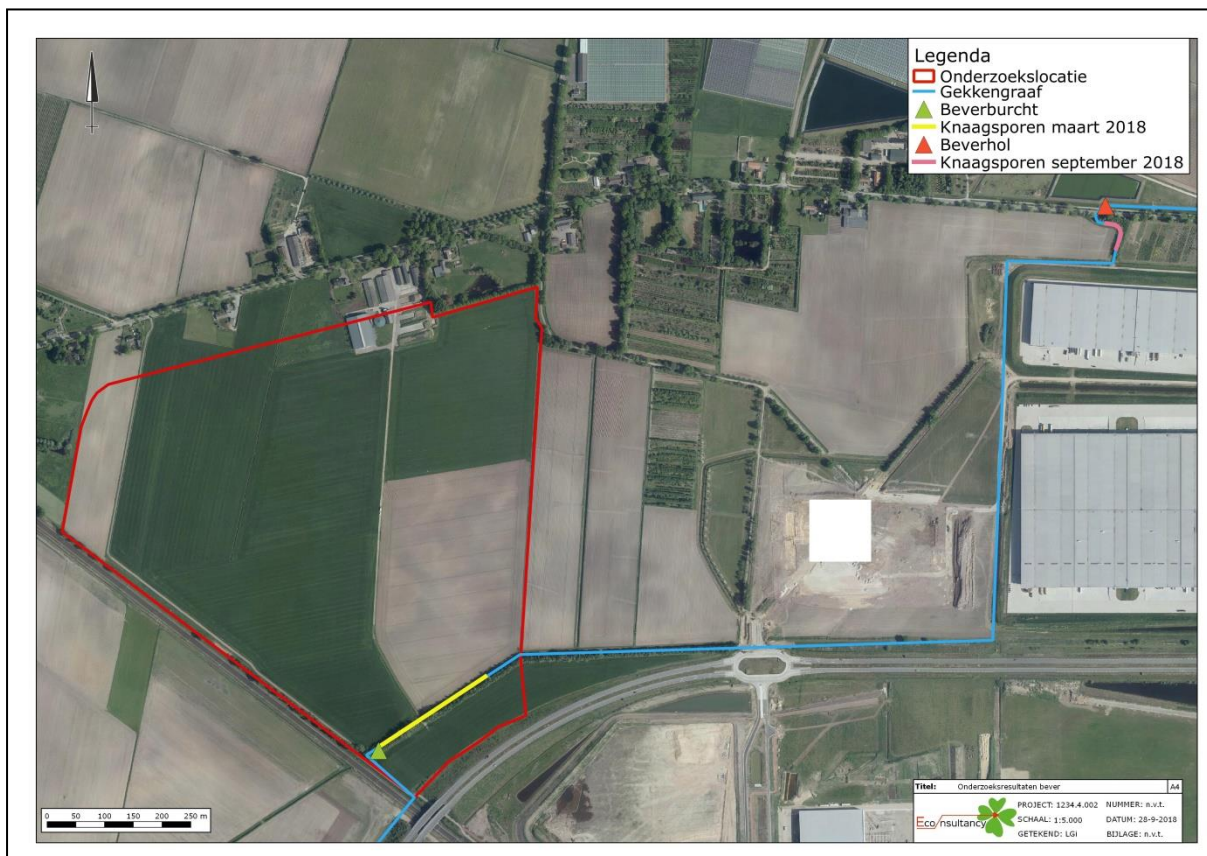 Legenda
Onderzoekslocatie
Gekkengraaf
Beverburcht
Knaagsporen maart 2018
Beverhol
Knaagsporen september 2018
0 50 100 150 200 250 m
Titel: Onderzoeksresultaten bever A4
Econsultancy
PROJECT: 1234.4.002 NUMMER: n.v.t.
SCHAAL: 1:5.000 DATUM: 28-9-2018
GETEKEND: LGI BIJLAGE: n.v.t.